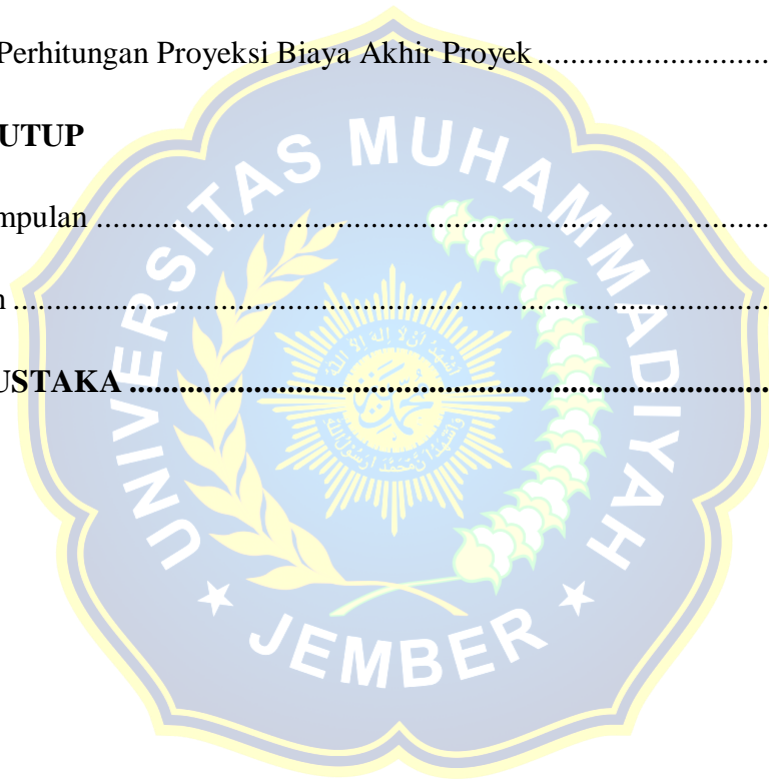 Perhitungan Proyeksi Biaya Akhir Proyek ............................
UTUP
mpulan ....................................................................................
n ..............................................................................................
USTAKA ................................................................................
UNIVERSITAS MUHAMMADIYAH
JEMBER